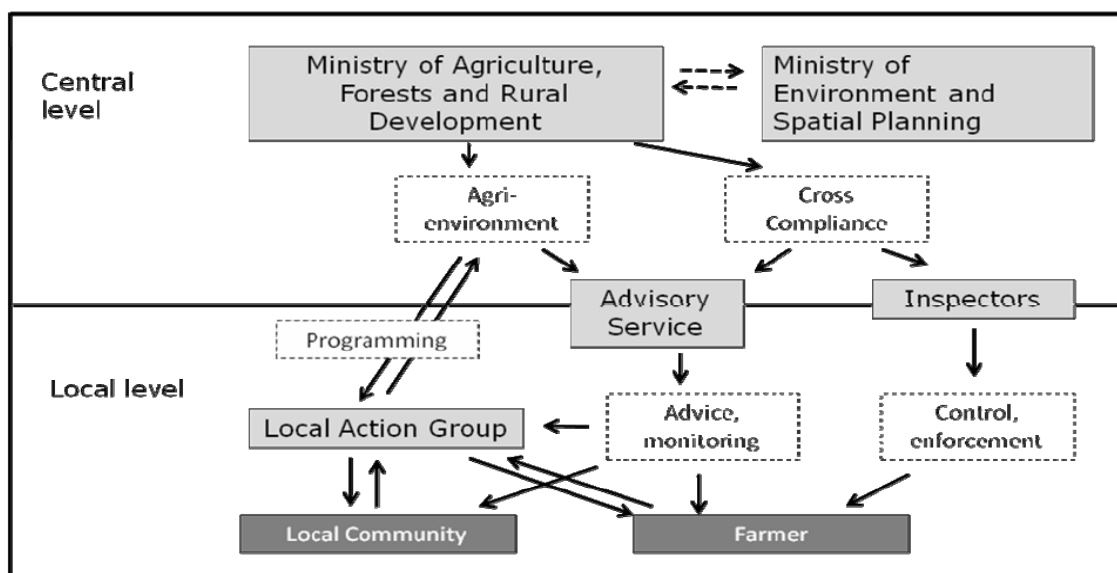 Central
level
Ministry of Agriculture,
Forests and Rural
Development
Ministry of
Environment and
Spatial Planning
Agri-
environment
Cross
Compliance
Advisory
Service
Inspectors
Programming
Local level
Local Action Group
Advice,
monitoring
Control,
enforcement
Local Community
Farmer